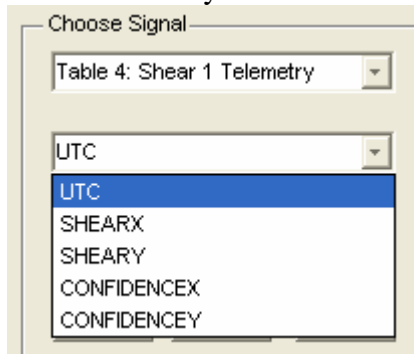 Choose Signal
Table 4: Shear 1 Telemetry
UTC
UTC
SHEARX
SHEARY
CONFIDENCEX
CONFIDENCEY